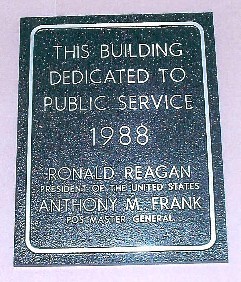 THIS BUILDING
DEDICATED TO
PUBLIC SERVICE
1988
RONALD REAGAN
PRESIDENT OF THE UNITED STATES
ANTHONY M. FRANK
POSTMASTER GENERAL